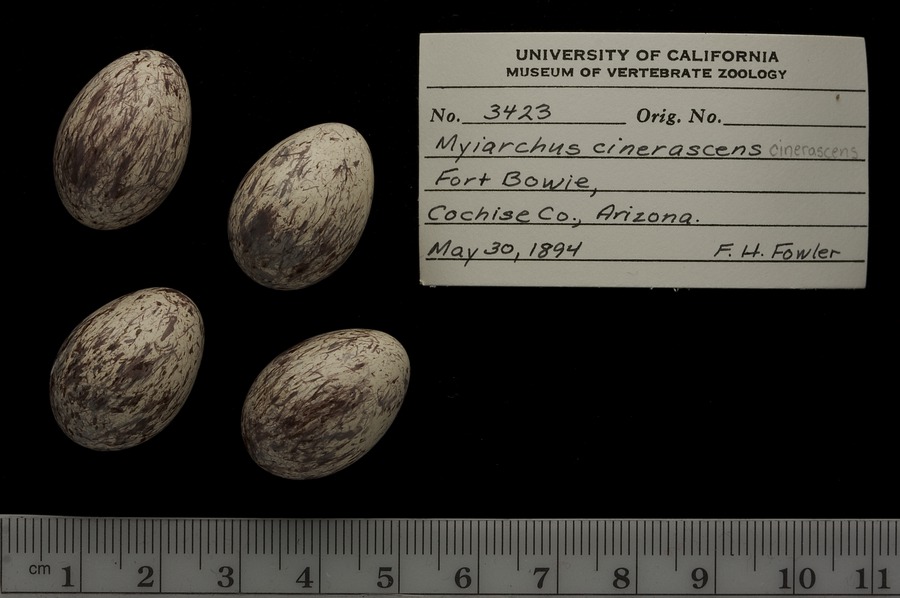 UNIVERSITY OF CALIFORNIA
MUSEUM OF VERTEBRATE ZOOLOGY
No. 3423 Orig. No.
Myiarchus cinerascens cinerascens
Fort Bowie,
Cochise Co., Arizona.
May 30, 1894 F. H. Fowler
cm 1 2 3 4 5 6 7 8 9 10 11